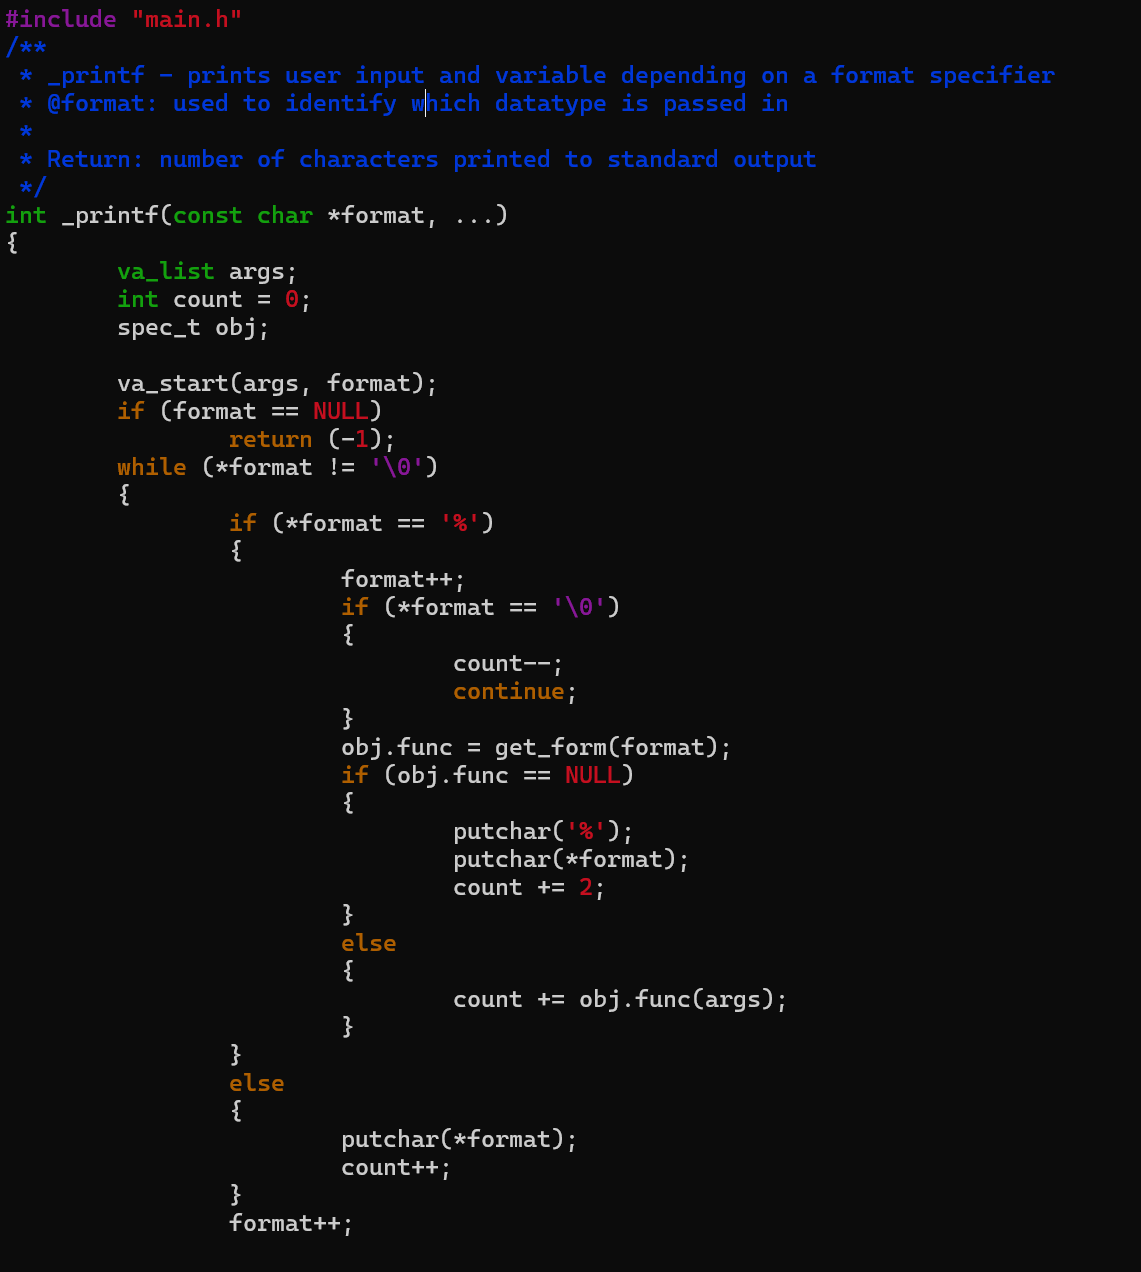 #include "main.h"
/**
 * _printf - prints user input and variable depending on a format specifier
 * @format: used to identify which datatype is passed in
 *
 * Return: number of characters printed to standard output
 */
int _printf(const char *format, ...)
{
        va_list args;
        int count = 0;
        spec_t obj;

        va_start(args, format);
        if (format == NULL)
                return (-1);
        while (*format != '\0')
        {
                if (*format == '%')
                {
                        format++;
                        if (*format == '\0')
                        {
                                count--;
                                continue;
                        }
                        obj.func = get_form(format);
                        if (obj.func == NULL)
                        {
                                putchar('%');
                                putchar(*format);
                                count += 2;
                        }
                        else
                        {
                                count += obj.func(args);
                        }
                }
                else
                {
                        putchar(*format);
                        count++;
                }
                format++;